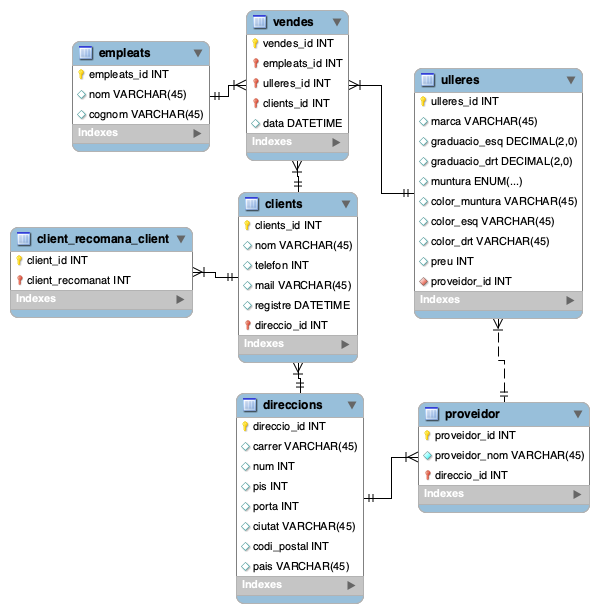 vendes
vendes_id INT
empleats_id INT
ulleres_id INT
clients_id INT
data DATETIME
Indexes
empleats
empleats_id INT
nom VARCHAR(45)
cognom VARCHAR(45)
Indexes
ulleres
ulleres_id INT
marca VARCHAR(45)
graduacio_esq DECIMAL(2,0)
graduacio_drt DECIMAL(2,0)
muntura ENUM(...)
color_muntura VARCHAR(45)
color_esq VARCHAR(45)
color_drt VARCHAR(45)
preu INT
proveidor_id INT
Indexes
clients
clients_id INT
nom VARCHAR(45)
telefon INT
mail VARCHAR(45)
registre DATETIME
direccio_id INT
Indexes
client_recomana_client
client_id INT
client_recomanat INT
Indexes
direccions
direccio_id INT
carrer VARCHAR(45)
num INT
pis INT
porta INT
ciutat VARCHAR(45)
codi_postal INT
pais VARCHAR(45)
Indexes
proveidor
proveidor_id INT
proveidor_nom VARCHAR(45)
direccio_id INT
Indexes